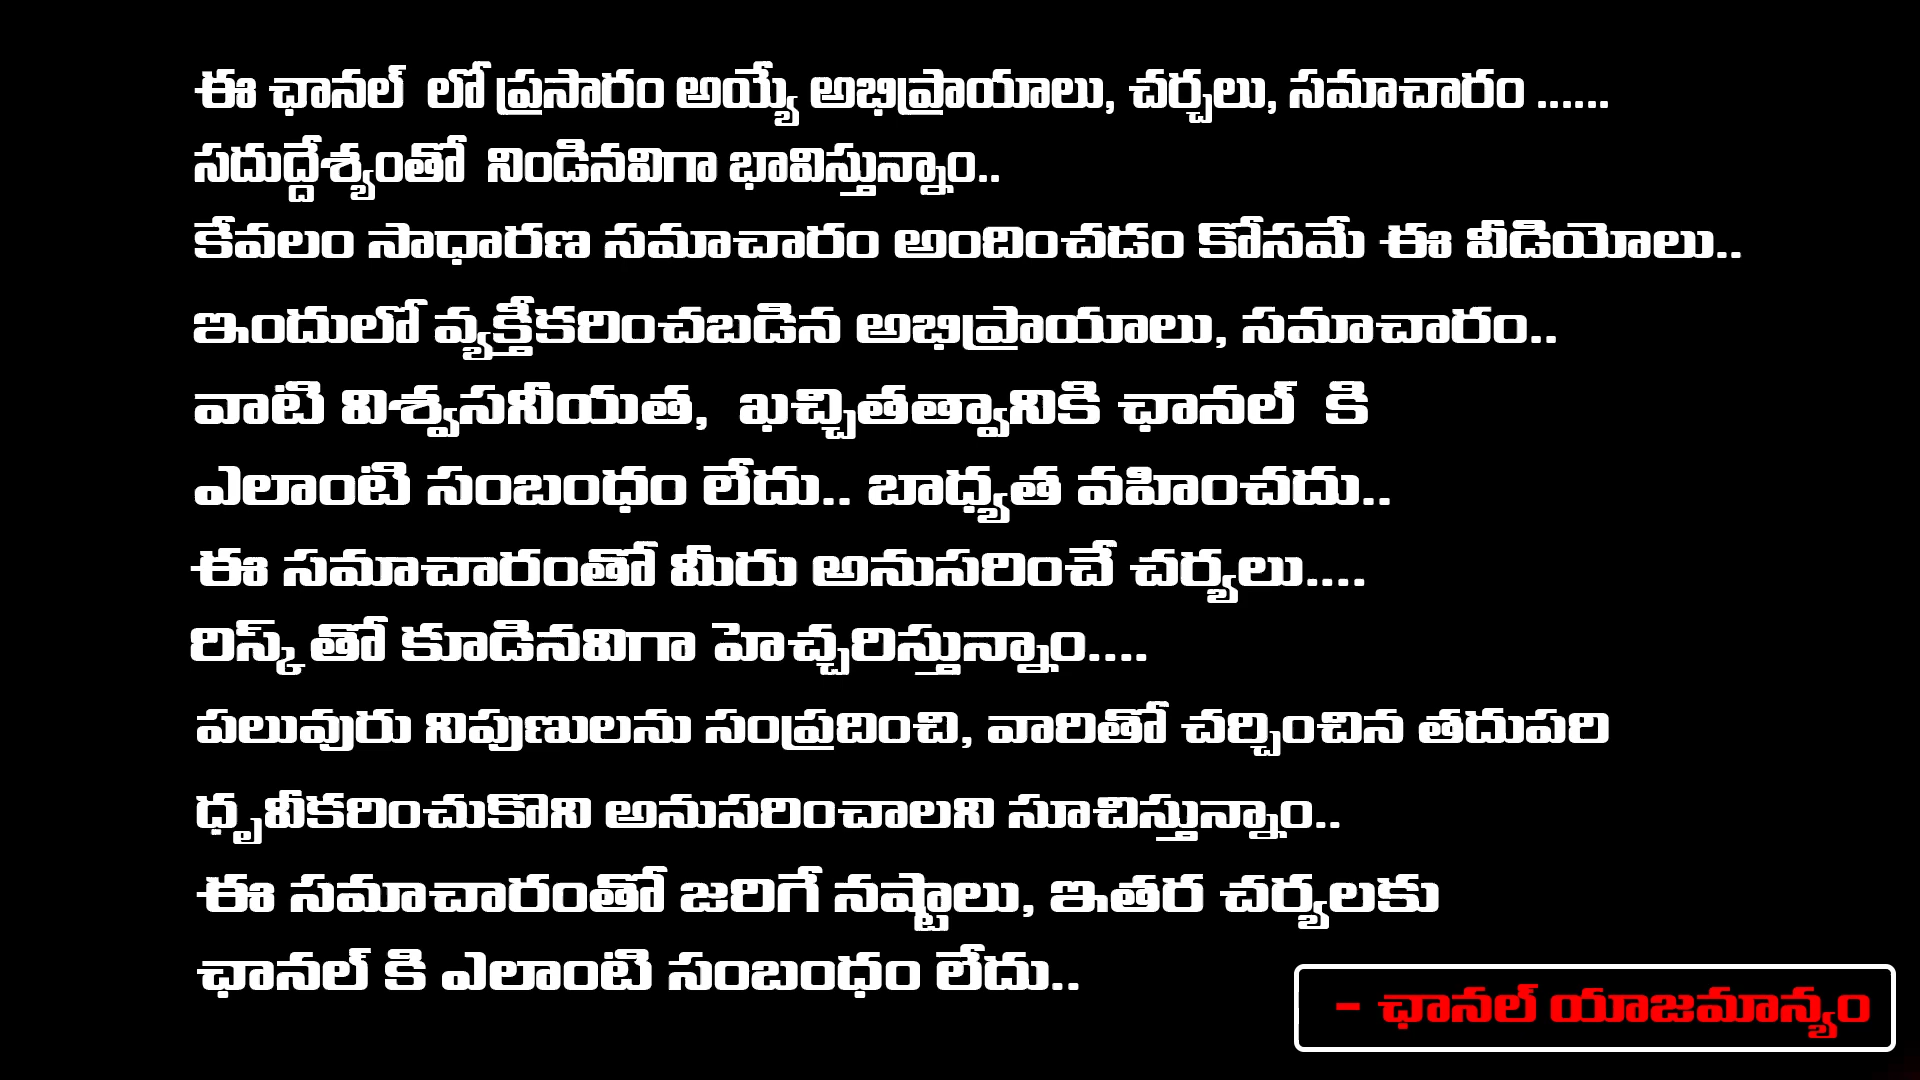 ఈ ఛానల్ లో ప్రసారం అయ్యే అభిప్రాయాలు, చర్చలు, సమాచారం ......
సదుద్దేశ్యంతో నిండినవిగా భావిస్తున్నాం..
కేవలం సాధారణ సమాచారం అందించడం కోసమే ఈ వీడియోలు..
ఇందులో వ్యక్తీకరించబడిన అభిప్రాయాలు, సమాచారం..
వాటి విశ్వసనీయత, ఖచ్చితత్వానికి ఛానల్ కి
ఎలాంటి సంబంధం లేదు.. బాధ్యత వహించదు..
ఈ సమాచారంతో మీరు అనుసరించే చర్యలు....
రిస్క్ తో కూడినవిగా హెచ్చరిస్తున్నాం....
పలువురు నిపుణులను సంప్రదించి, వారితో చర్చించిన తదుపరి
ధృవీకరించుకొని అనుసరించాలని సూచిస్తున్నాం..
ఈ సమాచారంతో జరిగే నష్టాలు, ఇతర చర్యలకు
ఛానల్ కి ఎలాంటి సంబంధం లేదు..
- ఛానల్ యాజమాన్యం